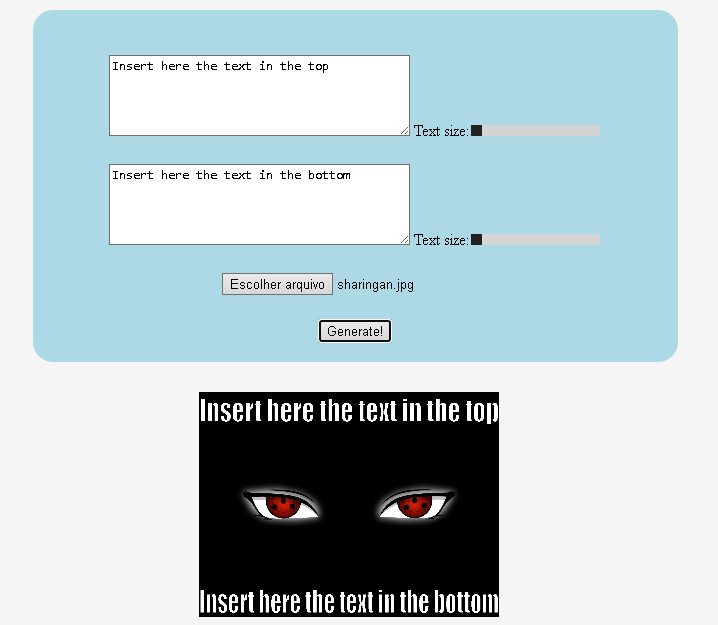 Insert here the text in the top
Text size:
Insert here the text in the bottom
Text size:
Escolher arquivo sharingan.jpg
Generate!
Insert here the text in the top
Insert here the text in the bottom